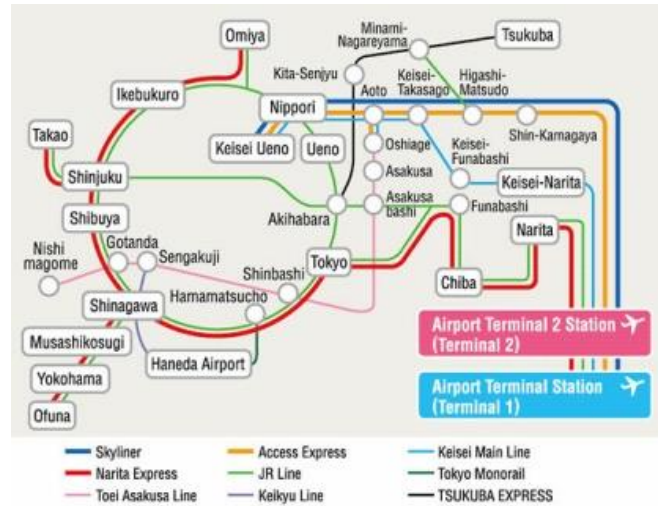 Omiya
Minami-
Nagareyama
Tsukuba
Kita-Senjyu
Ikebukuro
Nippori
Aoto
Keisei-
Takasago
Higashi-
Matsudo
Takao
Keisei Ueno
Ueno
Oshiage
Shin-Kamagaya
Keisei-
Funabashi
Shinjuku
Asakusa
Keisei-Narita
Shibuya
Akihabara
Asakusa
bashi
Funabashi
Narita
Nishi
magome
Gotanda
Sengakuji
Tokyo
Shinbashi
Chiba
Shinagawa
Hamamatsucho
Musashikosugi
Haneda Airport
Yokohama
Ofuna
Airport Terminal 2 Station
(Terminal 2)
Airport Terminal Station
(Terminal 1)
Skyliner
Access Express
Keisei Main Line
Narita Express
JR Line
Tokyo Monorail
Toei Asakusa Line
Keikyu Line
TSUKUBA EXPRESS